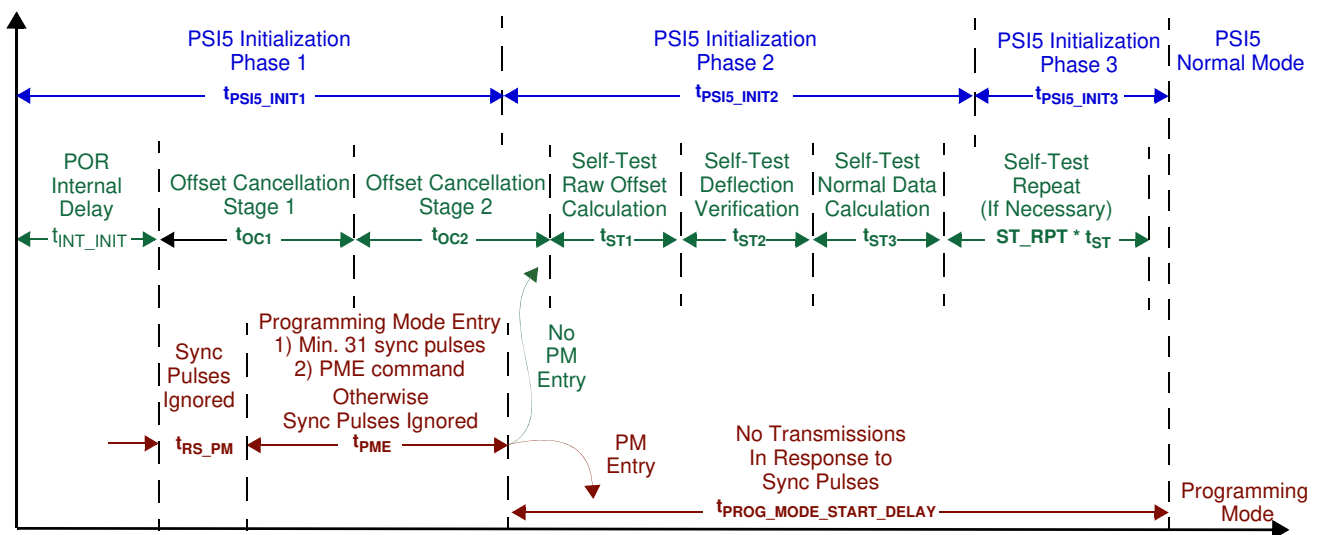 PSI5 Initialization
Phase 1
tPSI5_INIT1
PSI5 Initialization
Phase 2
tPSI5_INIT2
PSI5 Initialization
Phase 3
tPSI5_INIT3
PSI5
Normal Mode
POR
Internal
Delay
tINT_INIT
Offset Cancellation
Stage 1
tOC1
Offset Cancellation
Stage 2
tOC2
Self-Test
Raw Offset
Calculation
tST1
Self-Test
Deflection
Verification
tST2
Self-Test
Normal Data
Calculation
tST3
Self-Test
Repeat
(If Necessary)
ST_RPT * tST
Sync
Pulses
Ignored
tRS_PM
Programming Mode Entry
1) Min. 31 sync pulses
2) PME command
Otherwise
Sync Pulses Ignored
tPME
No
PM
Entry
PM
Entry
No Transmissions
In Response to
Sync Pulses
tPROG_MODE_START_DELAY
Programming
Mode